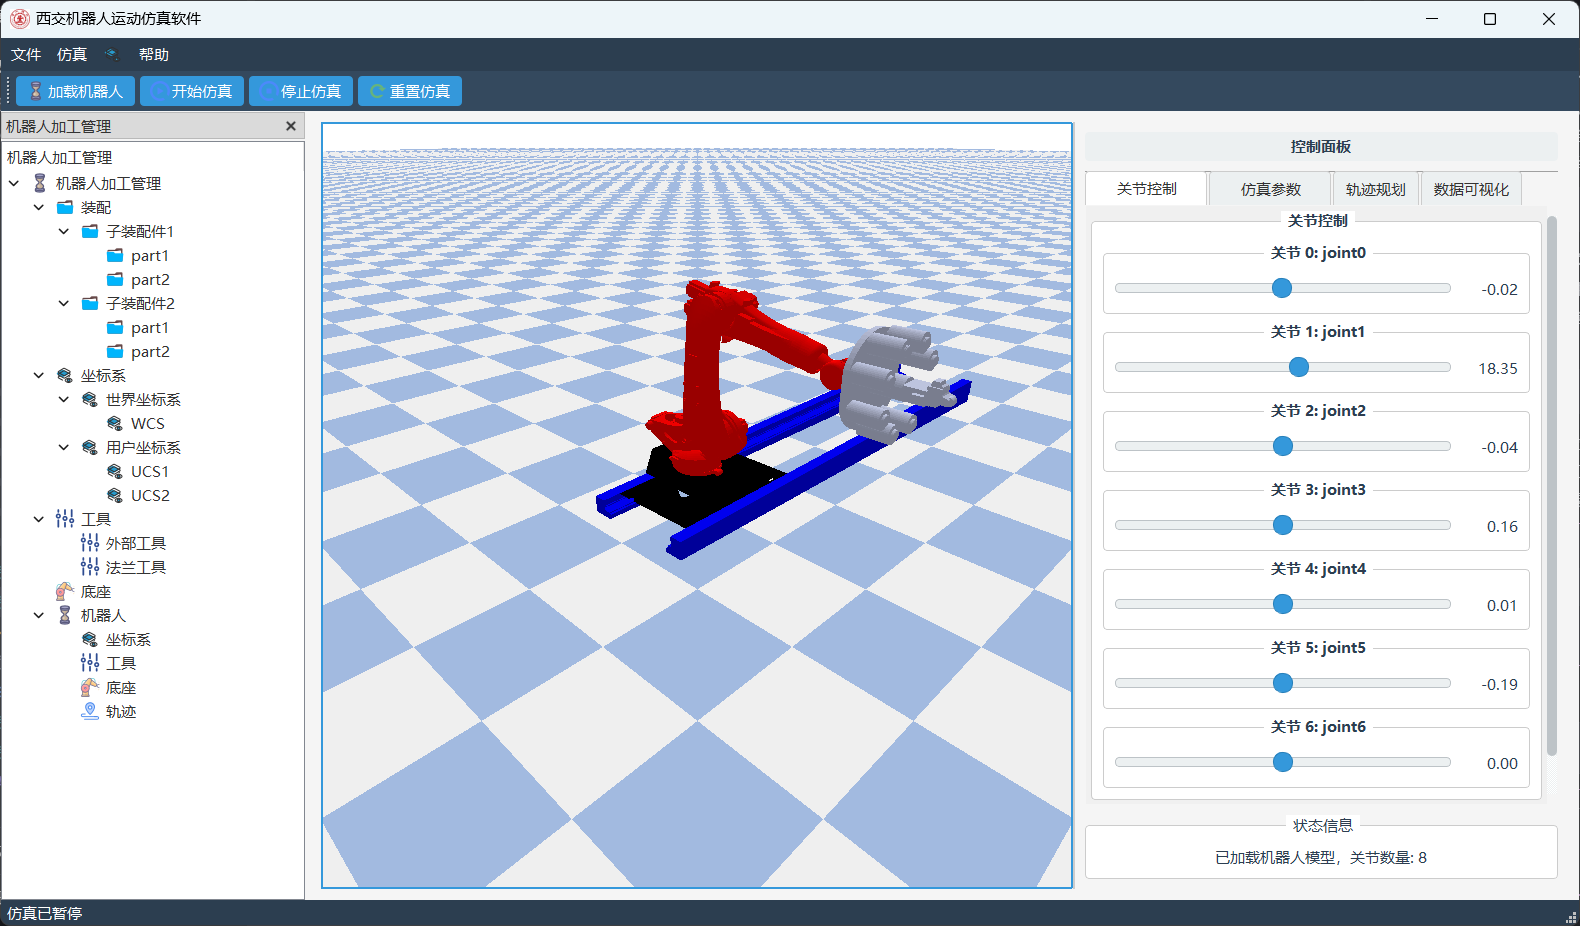 西交机器人运动仿真软件
文件 仿真 帮助
加载机器人 开始仿真 停止仿真 重置仿真
机器人加工管理
机器人加工管理
机器人加工管理
装配
子装配件1
part1
part2
子装配件2
part1
part2
坐标系
世界坐标系
WCS
用户坐标系
UCS1
UCS2
工具
外部工具
法兰工具
底座
机器人
坐标系
工具
底座
轨迹
控制面板
关节控制 仿真参数 轨迹规划 数据可视化
关节控制
关节 0: joint0
-0.02
关节 1: joint1
18.35
关节 2: joint2
-0.04
关节 3: joint3
0.16
关节 4: joint4
0.01
关节 5: joint5
-0.19
关节 6: joint6
0.00
状态信息
已加载机器人模型，关节数量: 8
仿真已暂停